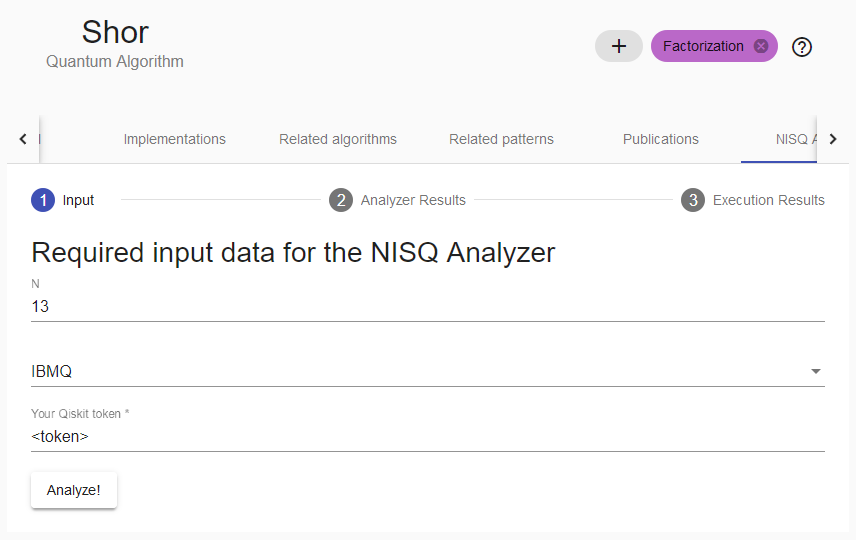 Shor
Quantum Algorithm
Factorization
Implementations Related algorithms Related patterns Publications NISQ A
1 Input 2 Analyzer Results 3 Execution Results
Required input data for the NISQ Analyzer
N
13
IBMQ
Your Qiskit token *
<token>
Analyze!